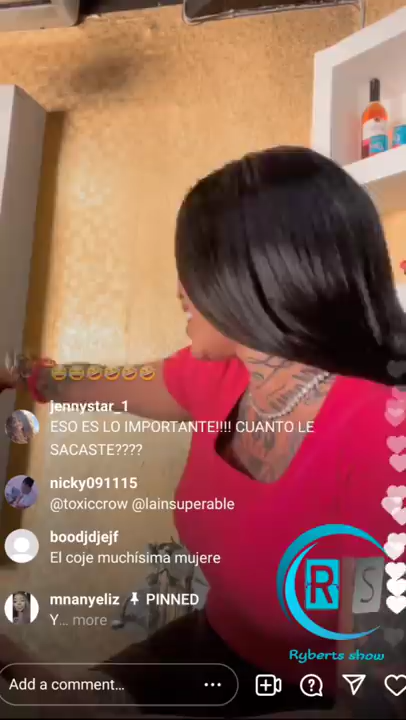 jennystar_1
ESO ES LO IMPORTANTE!!!! CUANTO LE
SACASTE????
nicky091115
@toxiccrow @lainsuperable
boodjdjejf
El coje muchísima mujere
mnanyeliz PINNED
Y... more
R S
Ryberts show
Add a comment...